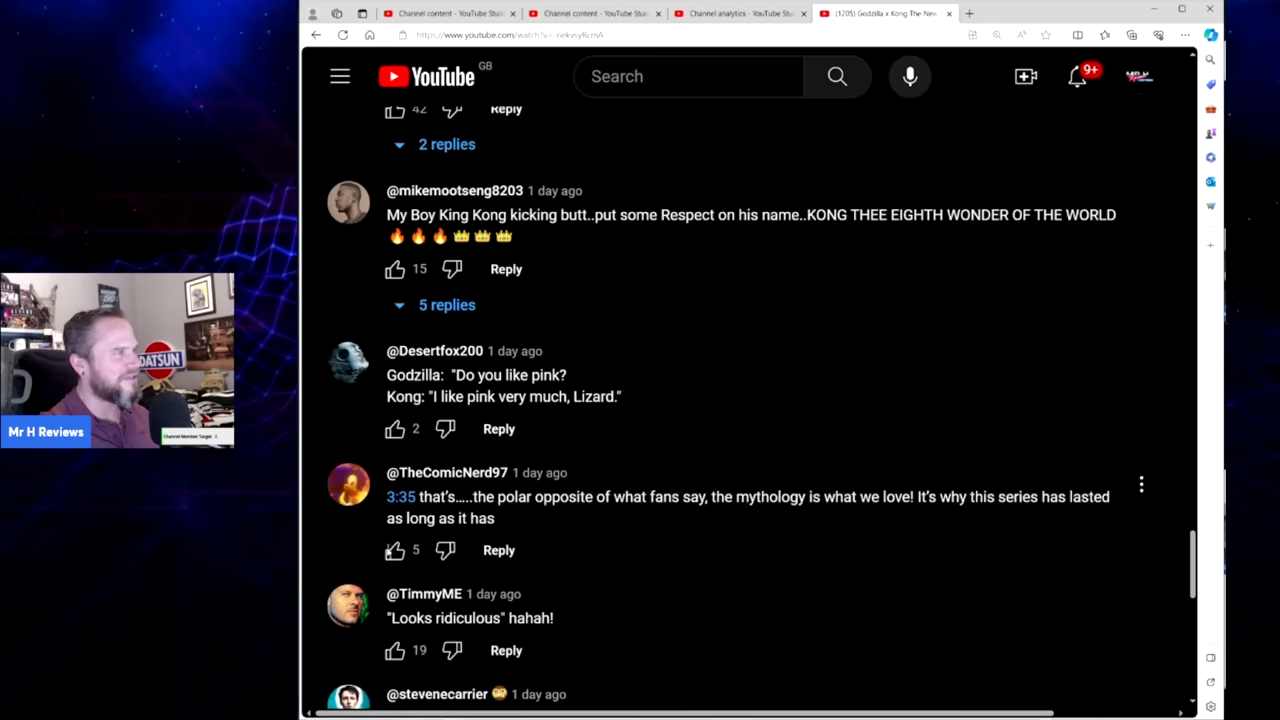 Channel content - YouTube Stud
Channel content - YouTube Stud
Channel analytics - YouTube Stu
(1205) Godzilla x Kong The New
YouTube GB
Search
9+
42
Reply
2 replies
@mikemootseng8203 1 day ago
My Boy King Kong kicking butt..put some Respect on his name..KONG THEE EIGHTH WONDER OF THE WORLD
🔥🔥🔥👑👑👑
15
Reply
5 replies
@Desertfox200 1 day ago
Godzilla: "Do you like pink?
Kong: "I like pink very much, Lizard."
2
Reply
@TheComicNerd97 1 day ago
3:35 that's.....the polar opposite of what fans say, the mythology is what we love! It's why this series has lasted
as long as it has
5
Reply
@TimmyME 1 day ago
"Looks ridiculous" hahah!
19
Reply
@stevenecarrier 1 day ago
DATSUN
Mr H Reviews
Channel Member Target